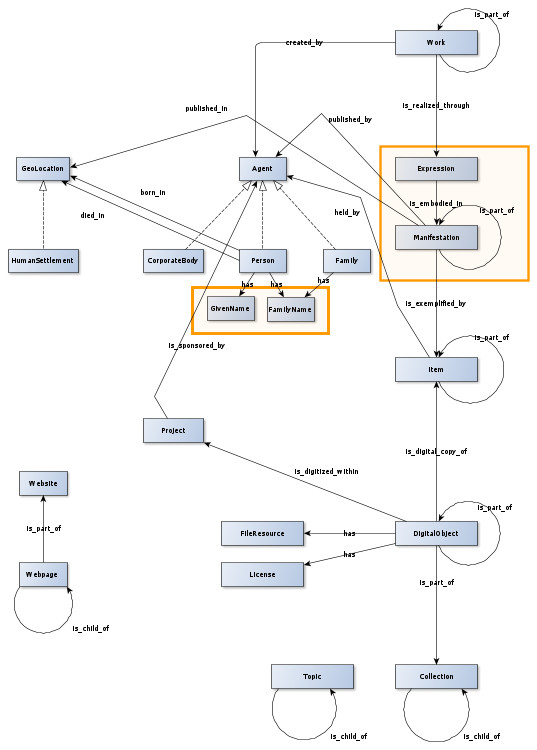 is_part_of
Work
created_by
is_realized_through
published_in
published_by
GeoLocation
Agent
Expression
born_in
is_embodied_in
held_by
is_part_of
died_in
Manifestation
HumanSettlement
CorporateBody
Person
Family
has
has
has
GivenName
FamilyName
is_exemplified_by
is_part_of
is_sponsored_by
Item
Project
is_digital_copy_of
is_digitized_within
Website
is_part_of
is_part_of
FileResource
has
DigitalObject
has
Webpage
License
is_part_of
is_child_of
Topic
Collection
is_child_of
is_child_of